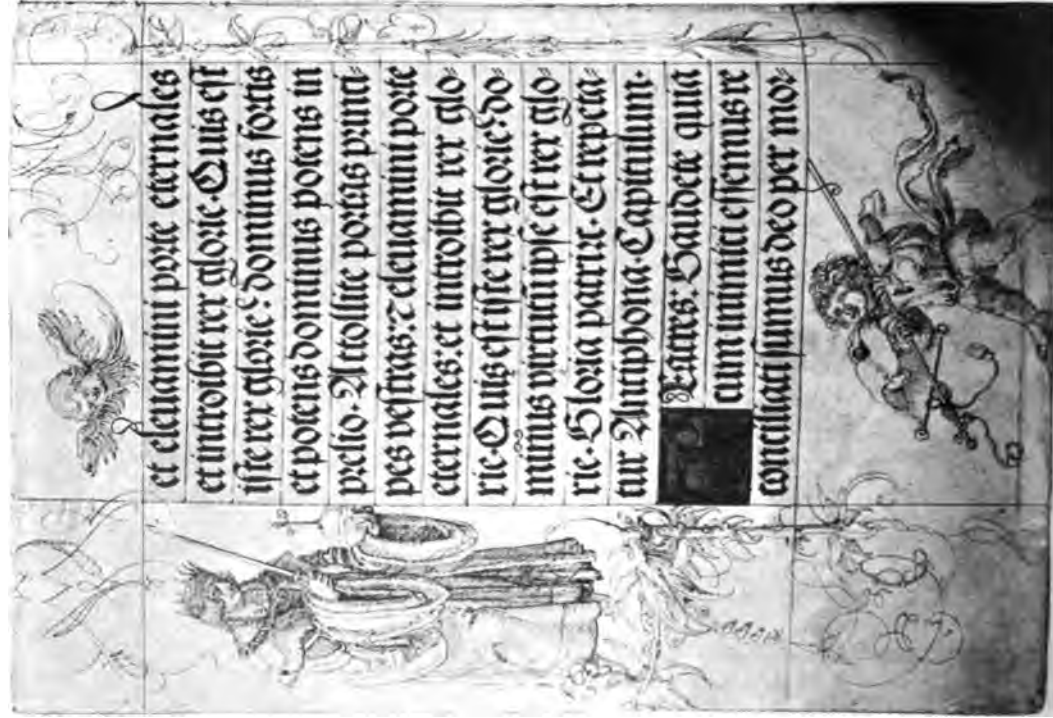 et eleuamini porte eternales
et introibit rex glorie. Quis est
iste rex glorie? dominus fortis
et potens dominus potens in
prelio. Attollite portas princi=
pes vestras: ⁊ eleuamini porte
eternales: et introibit rex glo=
rie. Quis est iste rex glorie? do=
minus virtutũ ipse est rex glo=
rie. Gloria patri ⁊c. Et repeta=
tur Antiphona. Capitulum.
FRatres. Gaudete quia
cum inimici essemus re
conciliati sumus deo per mor=